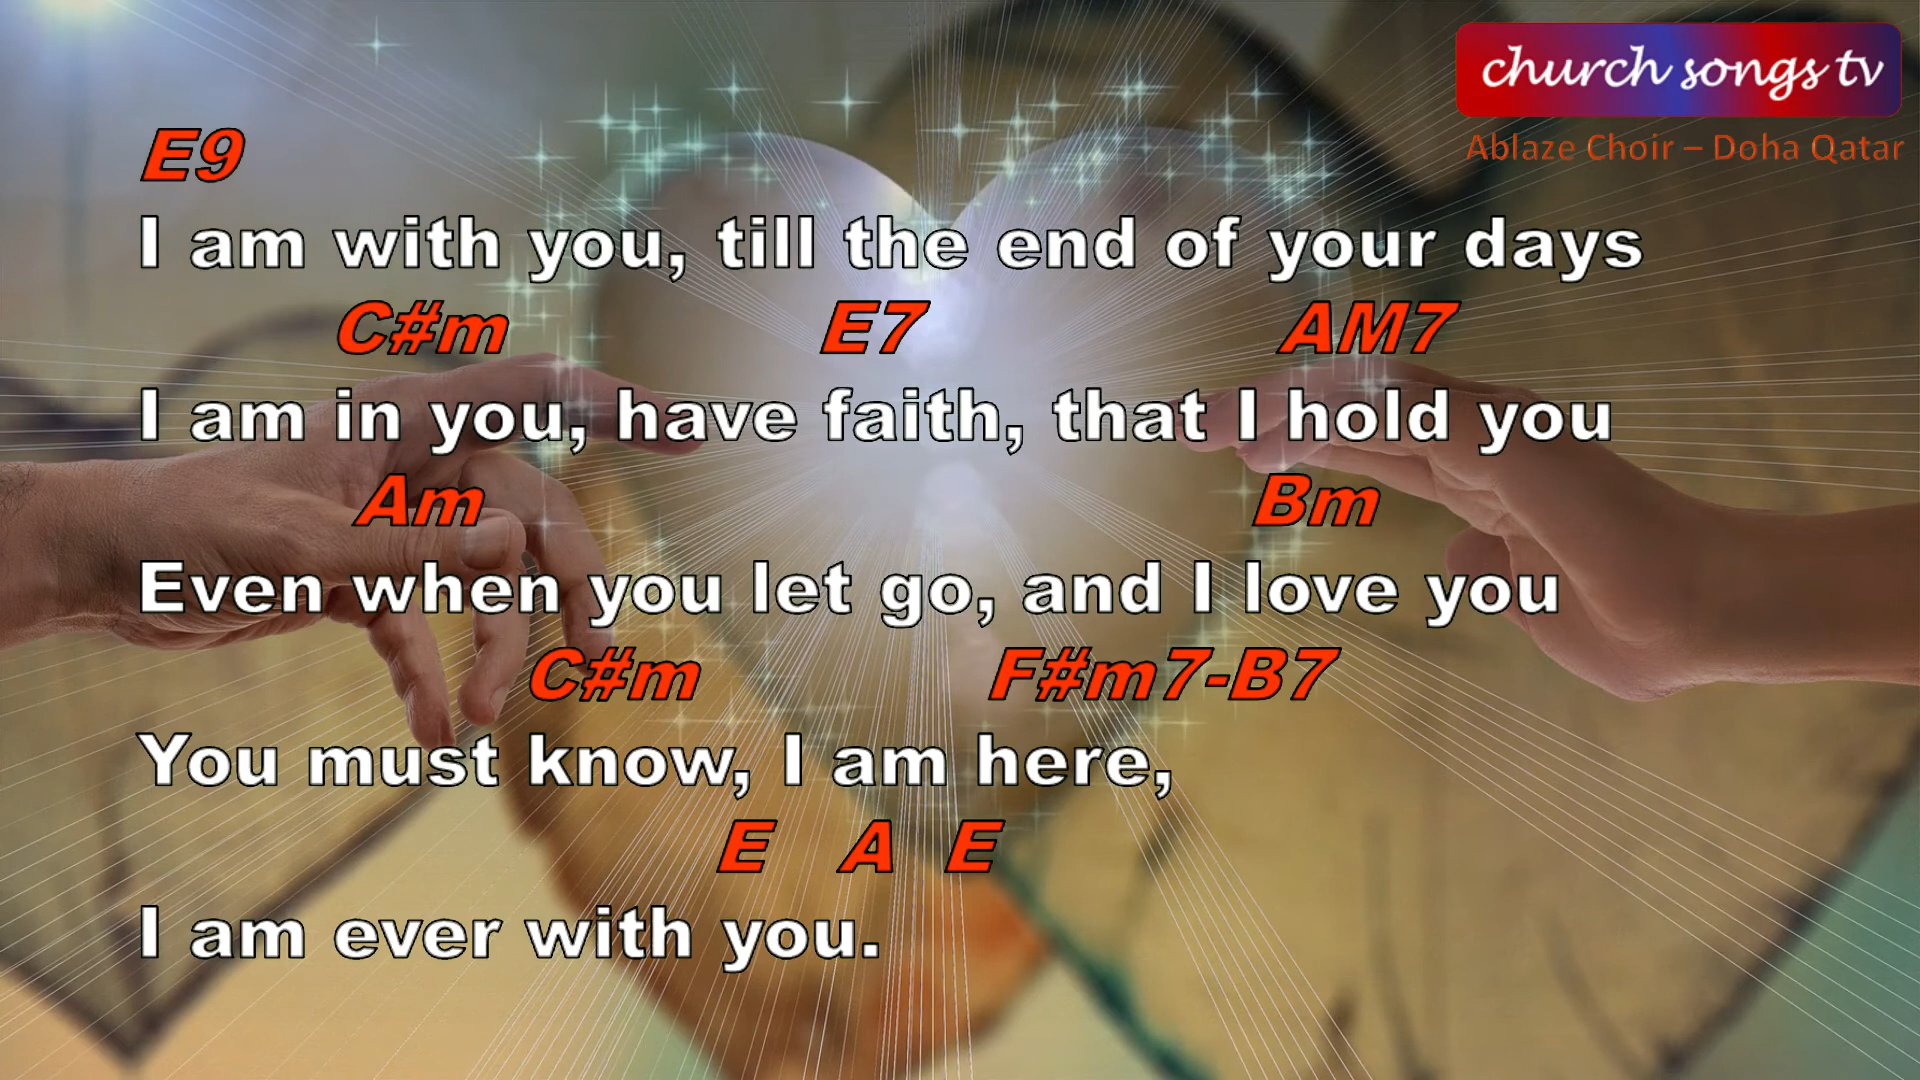 church songs tv
Ablaze Choir – Doha Qatar
E9
I am with you, till the end of your days
C#m E7 AM7
I am in you, have faith, that I hold you
Am Bm
Even when you let go, and I love you
C#m F#m7-B7
You must know, I am here,
E A E
I am ever with you.